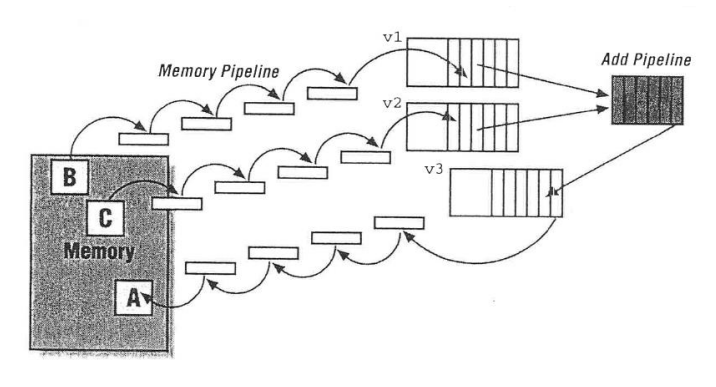 v1
Add Pipeline
Memory Pipeline
v2
B
v3
C
Memory
A